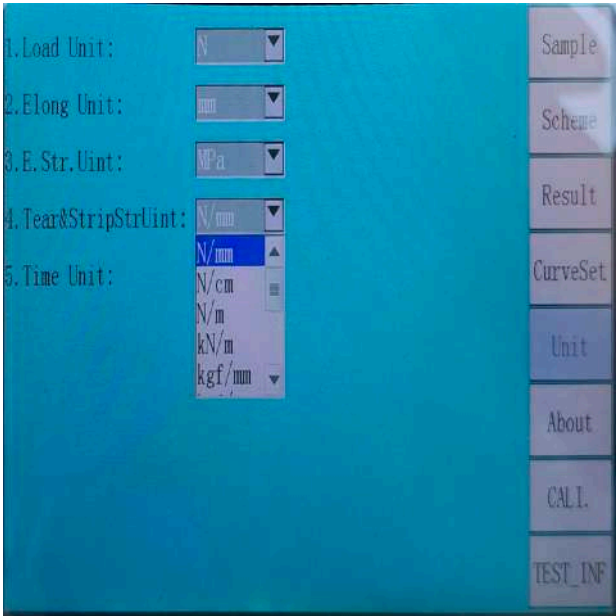 1.Load Unit: N
2.Elong Unit: mm
3.E.Str.Uint: MPa
4.Tear&StripStrUint: N/mm
N/mm
5.Time Unit:
N/cm
N/m
kN/m
kgf/mm
Sample
Scheme
Result
CurveSet
Unit
About
CALI.
TEST_INF